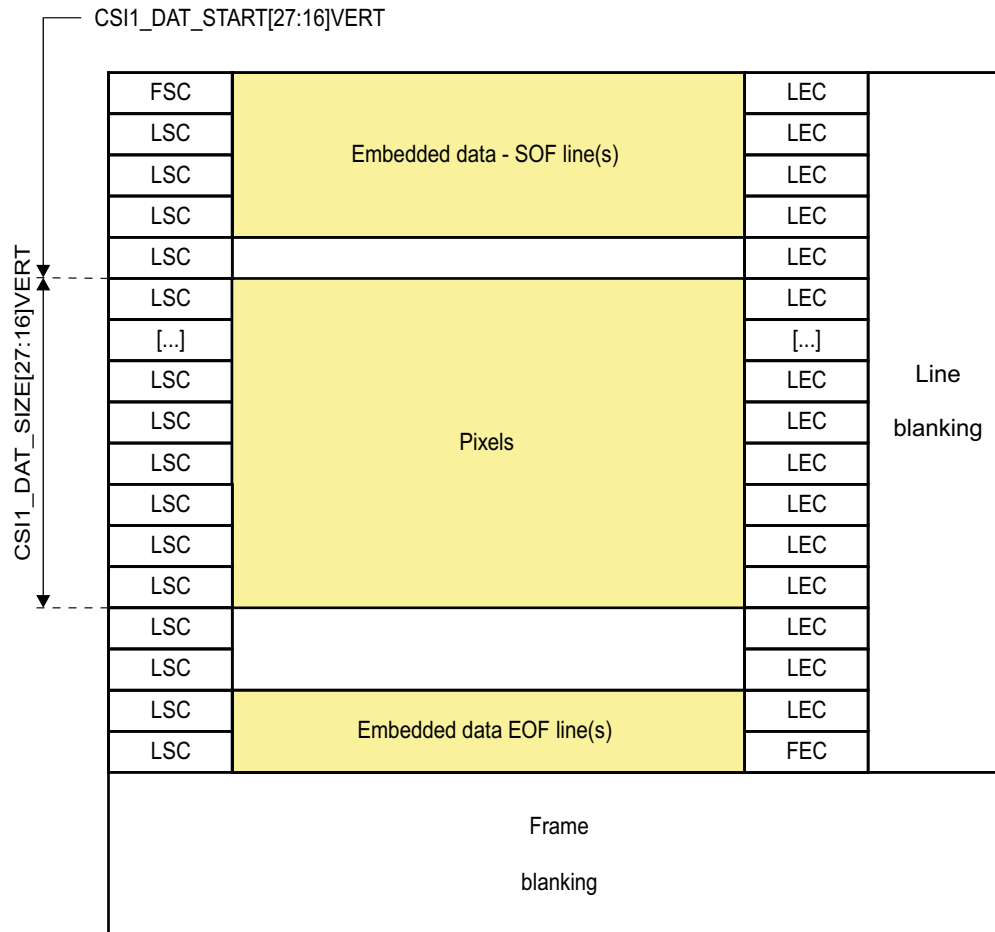 CSI1_DAT_START[27:16]VERT
FSC
LEC
LSC
Embedded data - SOF line(s)
LEC
LSC
LEC
LSC
LEC
LSC
LEC
CSI1_DAT_SIZE[27:16]VERT
LSC
LEC
[...]
[...]
LSC
LEC
Line
blanking
LSC
LEC
Pixels
LSC
LEC
LSC
LEC
LSC
LEC
LSC
LEC
LSC
LEC
LSC
LEC
LSC
Embedded data EOF line(s)
LEC
LSC
FEC
Frame
blanking